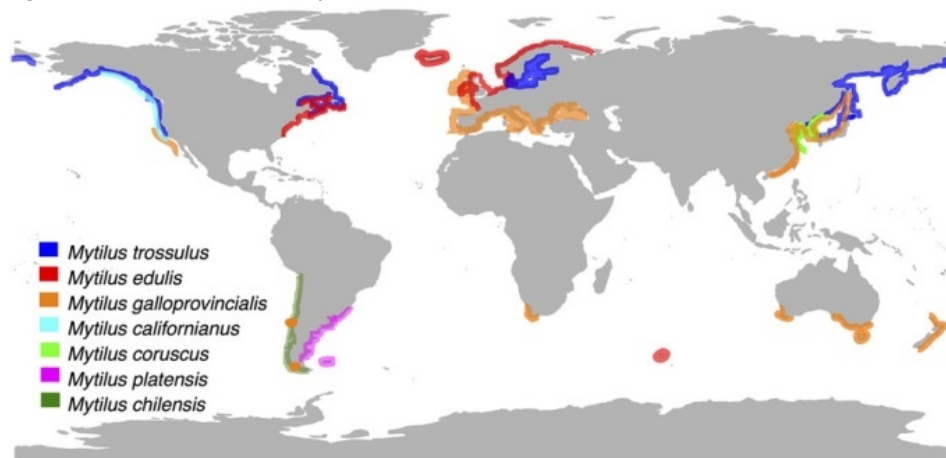 Mytilus trossulus
Mytilus edulis
Mytilus galloprovincialis
Mytilus californianus
Mytilus coruscus
Mytilus platensis
Mytilus chilensis